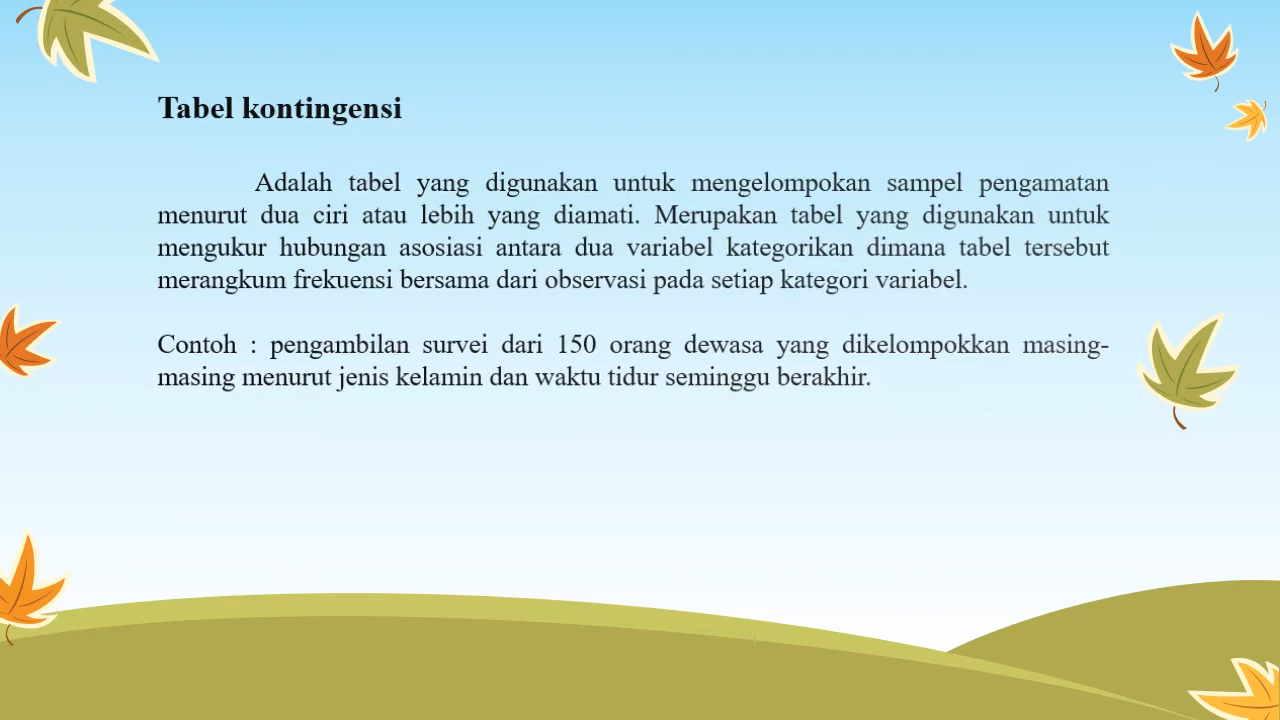 Tabel kontingensi
Adalah tabel yang digunakan untuk mengelompokan sampel pengamatan
menurut dua ciri atau lebih yang diamati. Merupakan tabel yang digunakan untuk
mengukur hubungan asosiasi antara dua variabel kategorikan dimana tabel tersebut
merangkum frekuensi bersama dari observasi pada setiap kategori variabel.
Contoh : pengambilan survei dari 150 orang dewasa yang dikelompokkan masing-
masing menurut jenis kelamin dan waktu tidur seminggu berakhir.